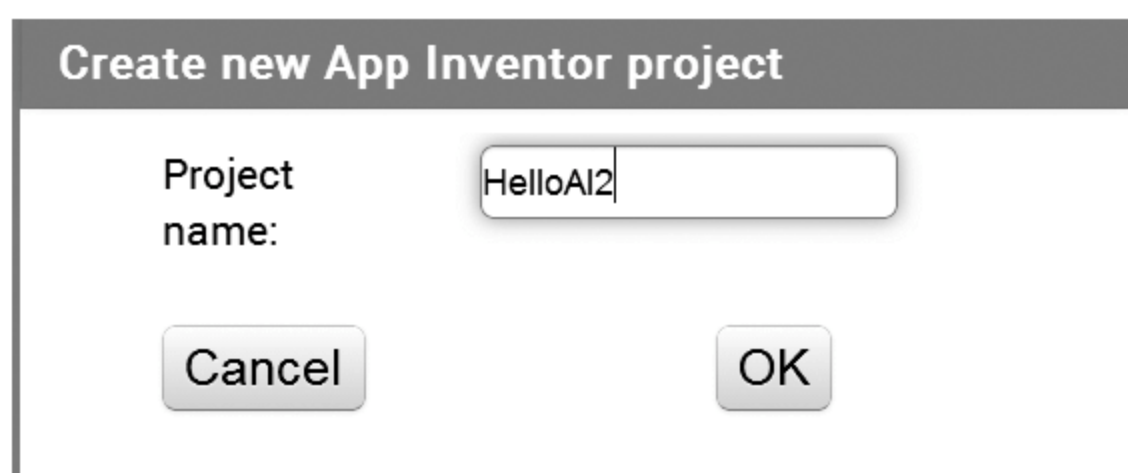 Create new App Inventor project
Project
name:
HelloAI2
Cancel
OK